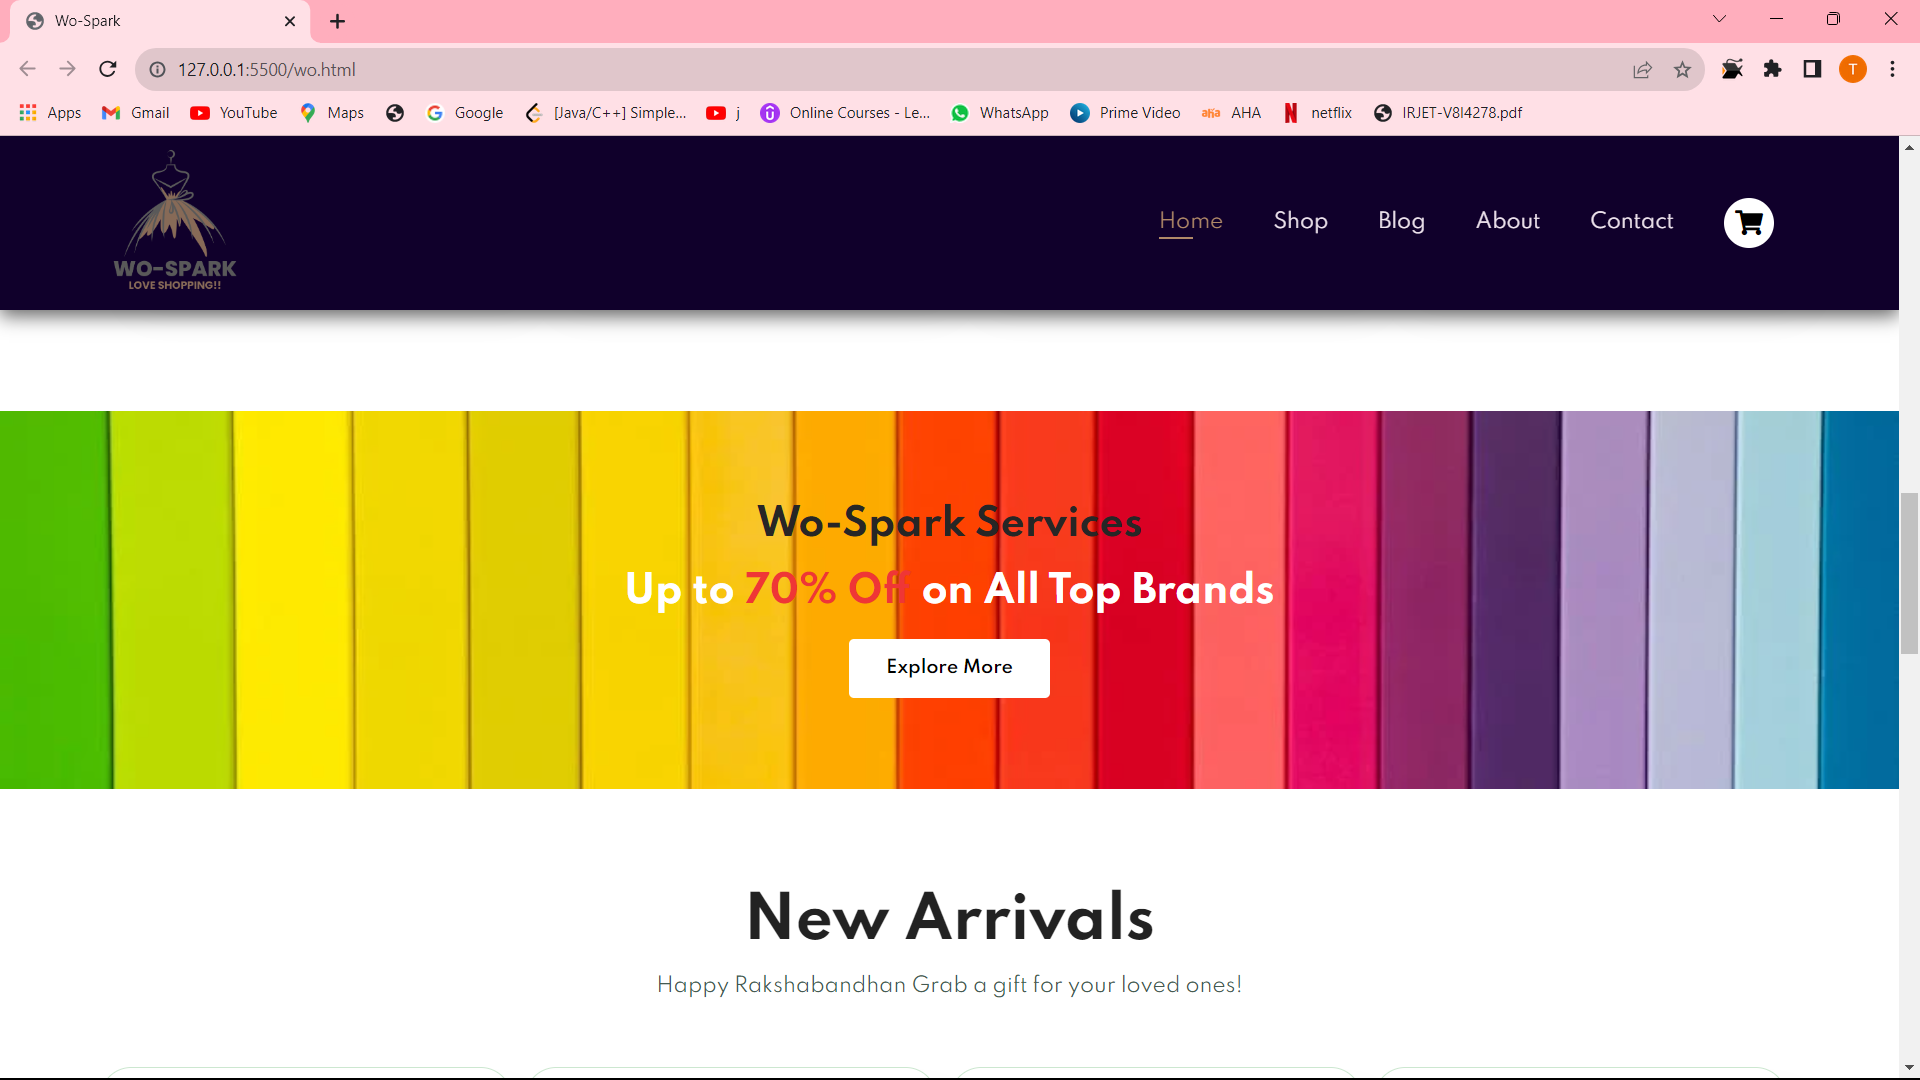 Wo-Spark
127.0.0.1:5500/wo.html
T
Apps Gmail YouTube Maps Google [Java/C++] Simple... j Online Courses - Le... WhatsApp Prime Video aha AHA netflix IRJET-V8I4278.pdf
WO-SPARK
LOVE SHOPPING!!
Home Shop Blog About Contact
Wo-Spark Services
Up to 70% Off on All Top Brands
Explore More
New Arrivals
Happy Rakshabandhan Grab a gift for your loved ones!